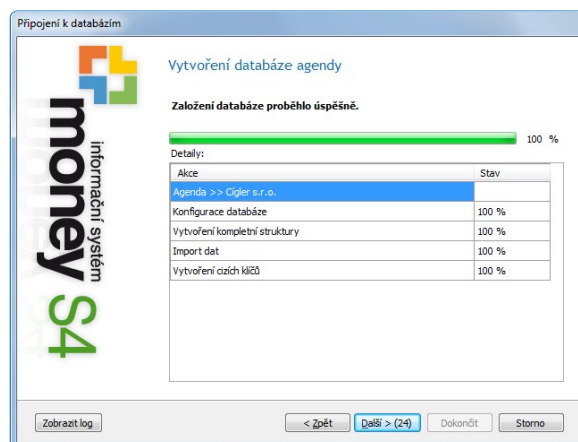 Připojení k databázím
money S4
informační systém
Vytvoření databáze agendy
Založení databáze proběhlo úspěšně.
100 %
Detaily:
Akce Stav
Agenda >> Cígler s.r.o.
Konfigurace databáze 100 %
Vytvoření kompletní struktury 100 %
Import dat 100 %
Vytvoření cizích klíčů 100 %
Zobrazit log < Zpět Další > (24) Dokončit Storno